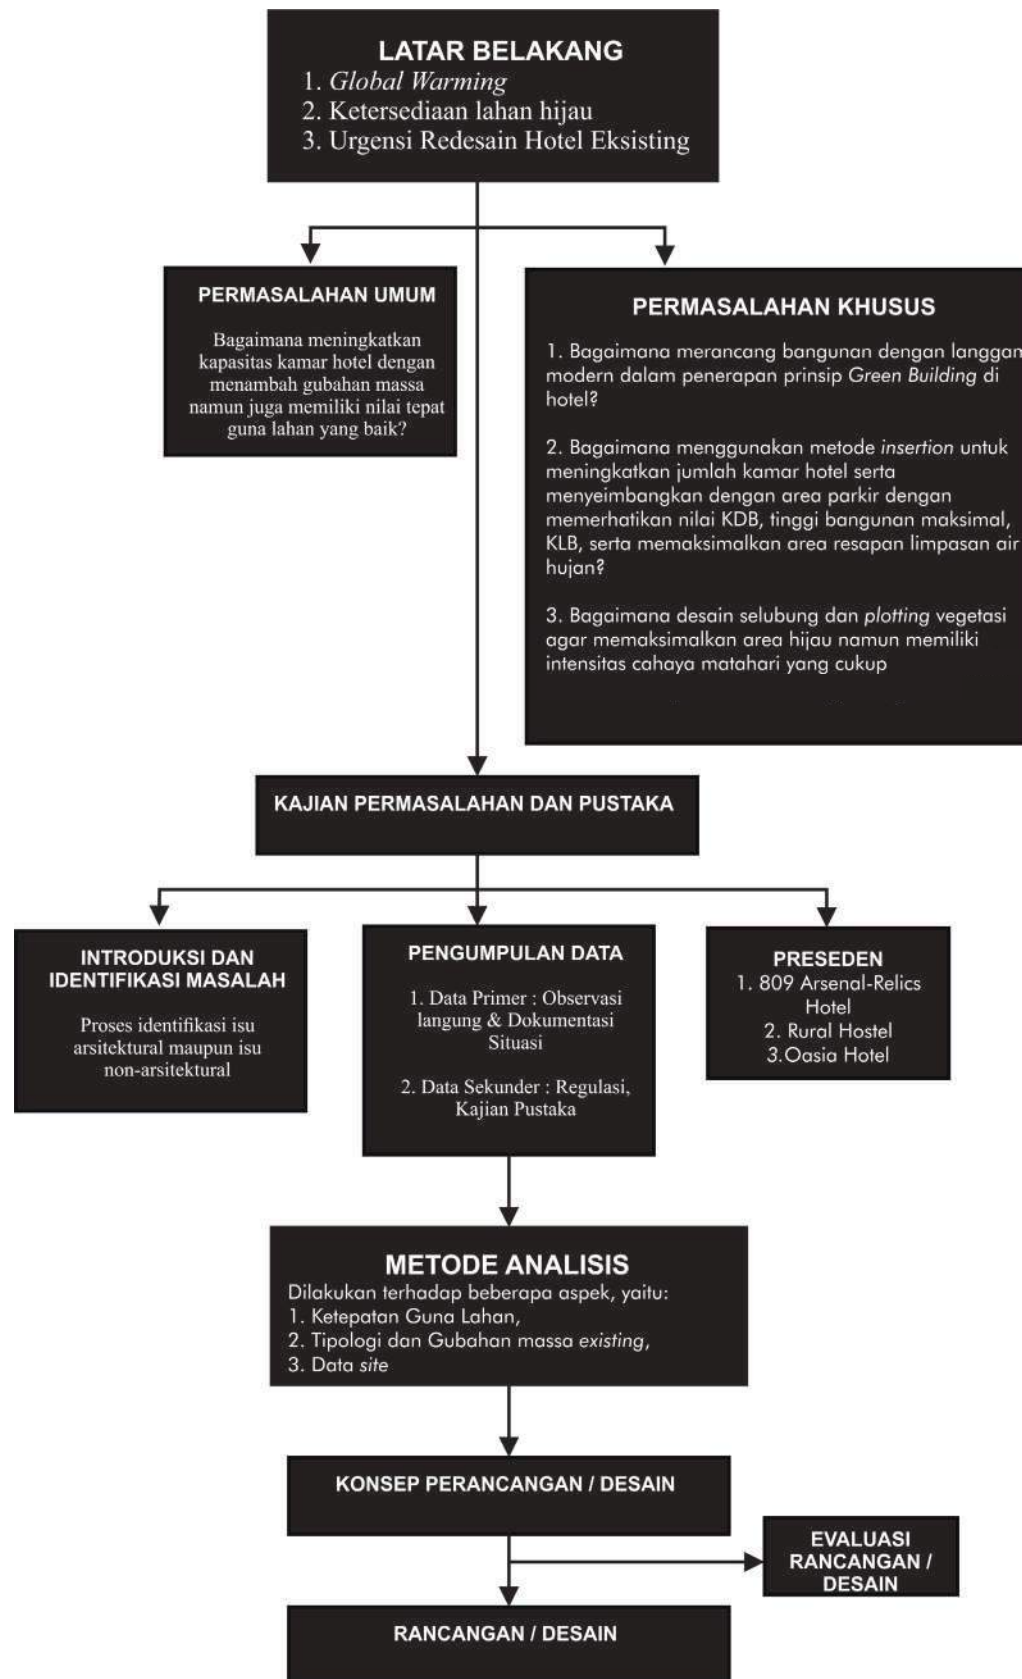 LATAR BELAKANG
1. Global Warming
2. Ketersediaan lahan hijau
3. Urgensi Redesain Hotel Eksisting
PERMASALAHAN UMUM
Bagaimana meningkatkan
kapasitas kamar hotel dengan
menambah gubahan massa
namun juga memiliki nilai tepat
guna lahan yang baik?
PERMASALAHAN KHUSUS
1. Bagaimana merancang bangunan dengan langgam
modern dalam penerapan prinsip Green Building di
hotel?
2. Bagaimana menggunakan metode insertion untuk
meningkatkan jumlah kamar hotel serta
menyeimbangkan dengan area parkir dengan
memerhatikan nilai KDB, tinggi bangunan maksimal,
KLB, serta memaksimalkan area resapan limpasan air
hujan?
3. Bagaimana desain selubung dan plotting vegetasi
agar memaksimalkan area hijau namun memiliki
intensitas cahaya matahari yang cukup
KAJIAN PERMASALAHAN DAN PUSTAKA
INTRODUKSI DAN
IDENTIFIKASI MASALAH
Proses identifikasi isu
arsitektural maupun isu
non-arsitektural
PENGUMPULAN DATA
1. Data Primer : Observasi
langung & Dokumentasi
Situasi
2. Data Sekunder : Regulasi,
Kajian Pustaka
PRESEDEN
1. 809 Arsenal-Relics
Hotel
2. Rural Hostel
3.Oasia Hotel
METODE ANALISIS
Dilakukan terhadap beberapa aspek, yaitu:
1. Ketepatan Guna Lahan,
2. Tipologi dan Gubahan massa existing,
3. Data site
KONSEP PERANCANGAN / DESAIN
EVALUASI
RANCANGAN /
DESAIN
RANCANGAN / DESAIN